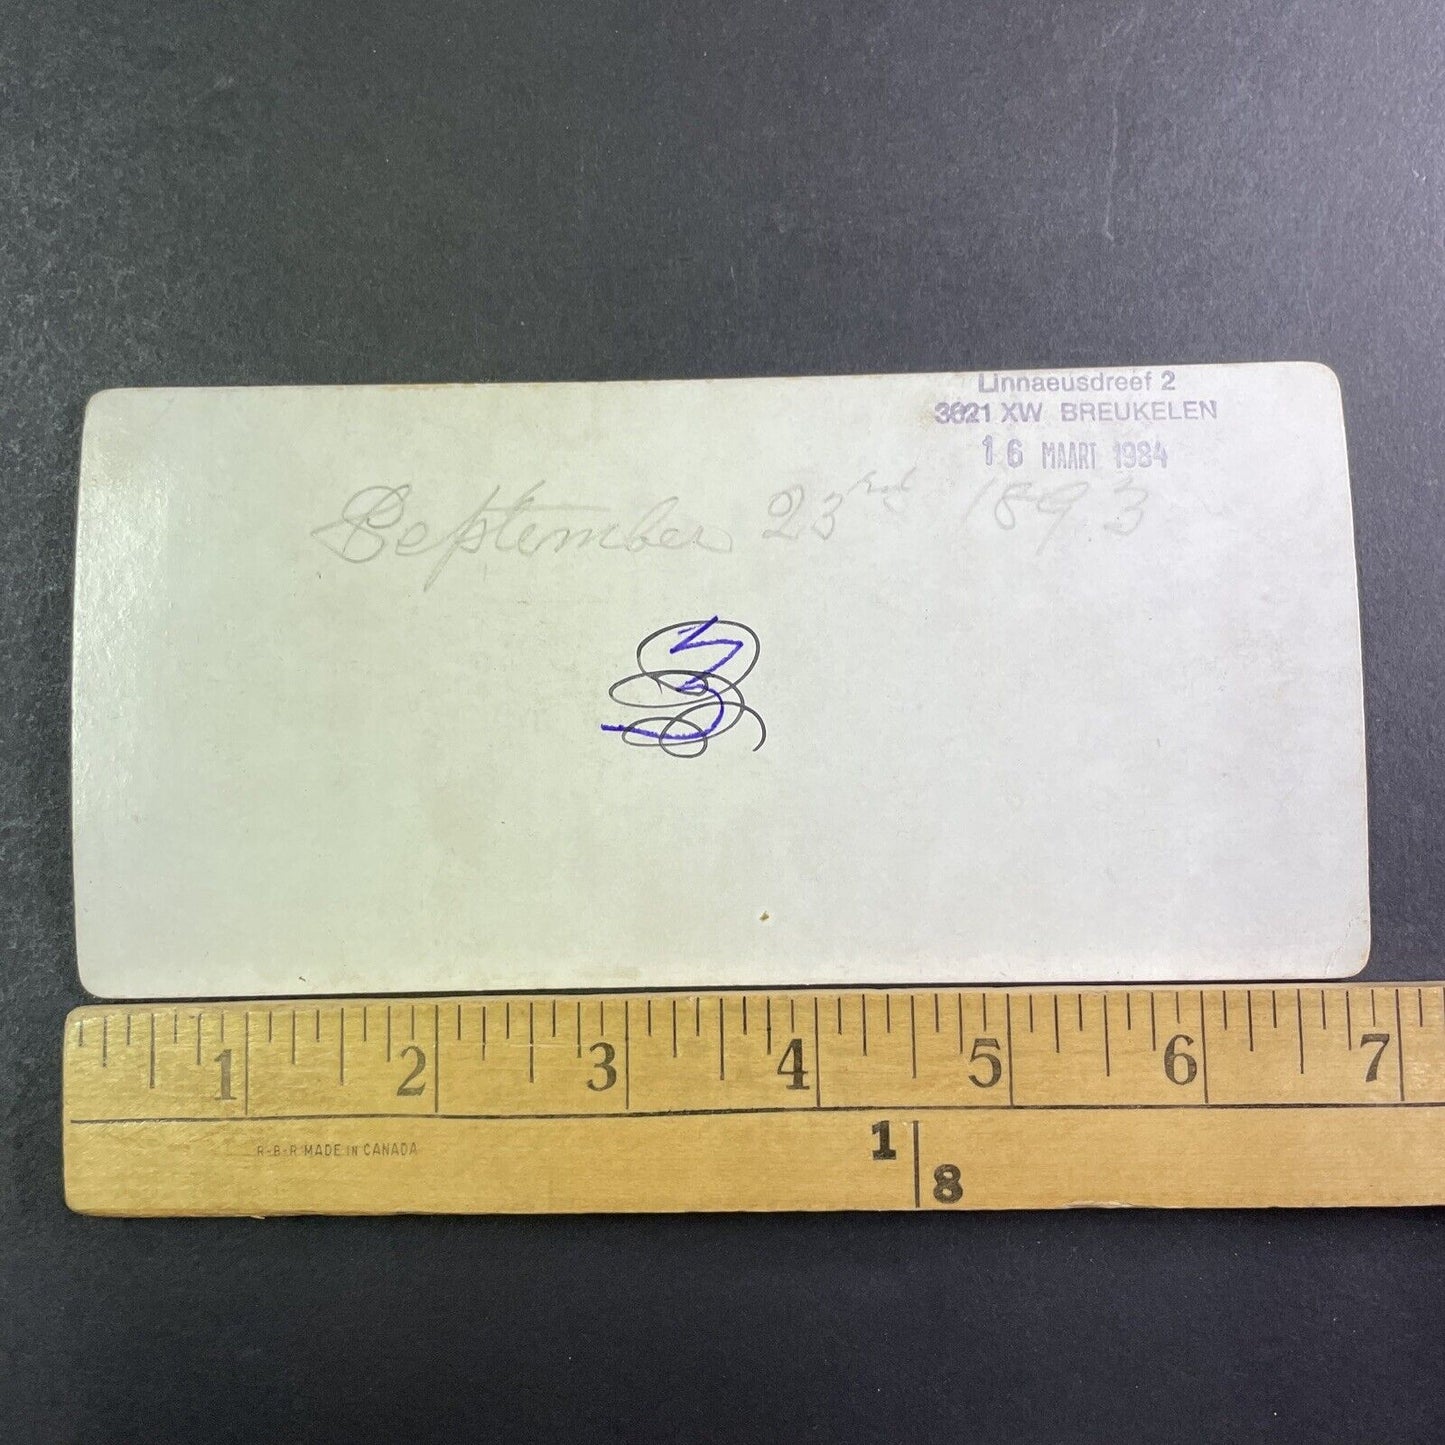 Linnaeusdreef 2
3621 XW BREUKELEN
16 MAART 1984
September 23rd 1893
3
1 2 3 4 5 6 7
R-B-R MADE IN CANADA
1
8